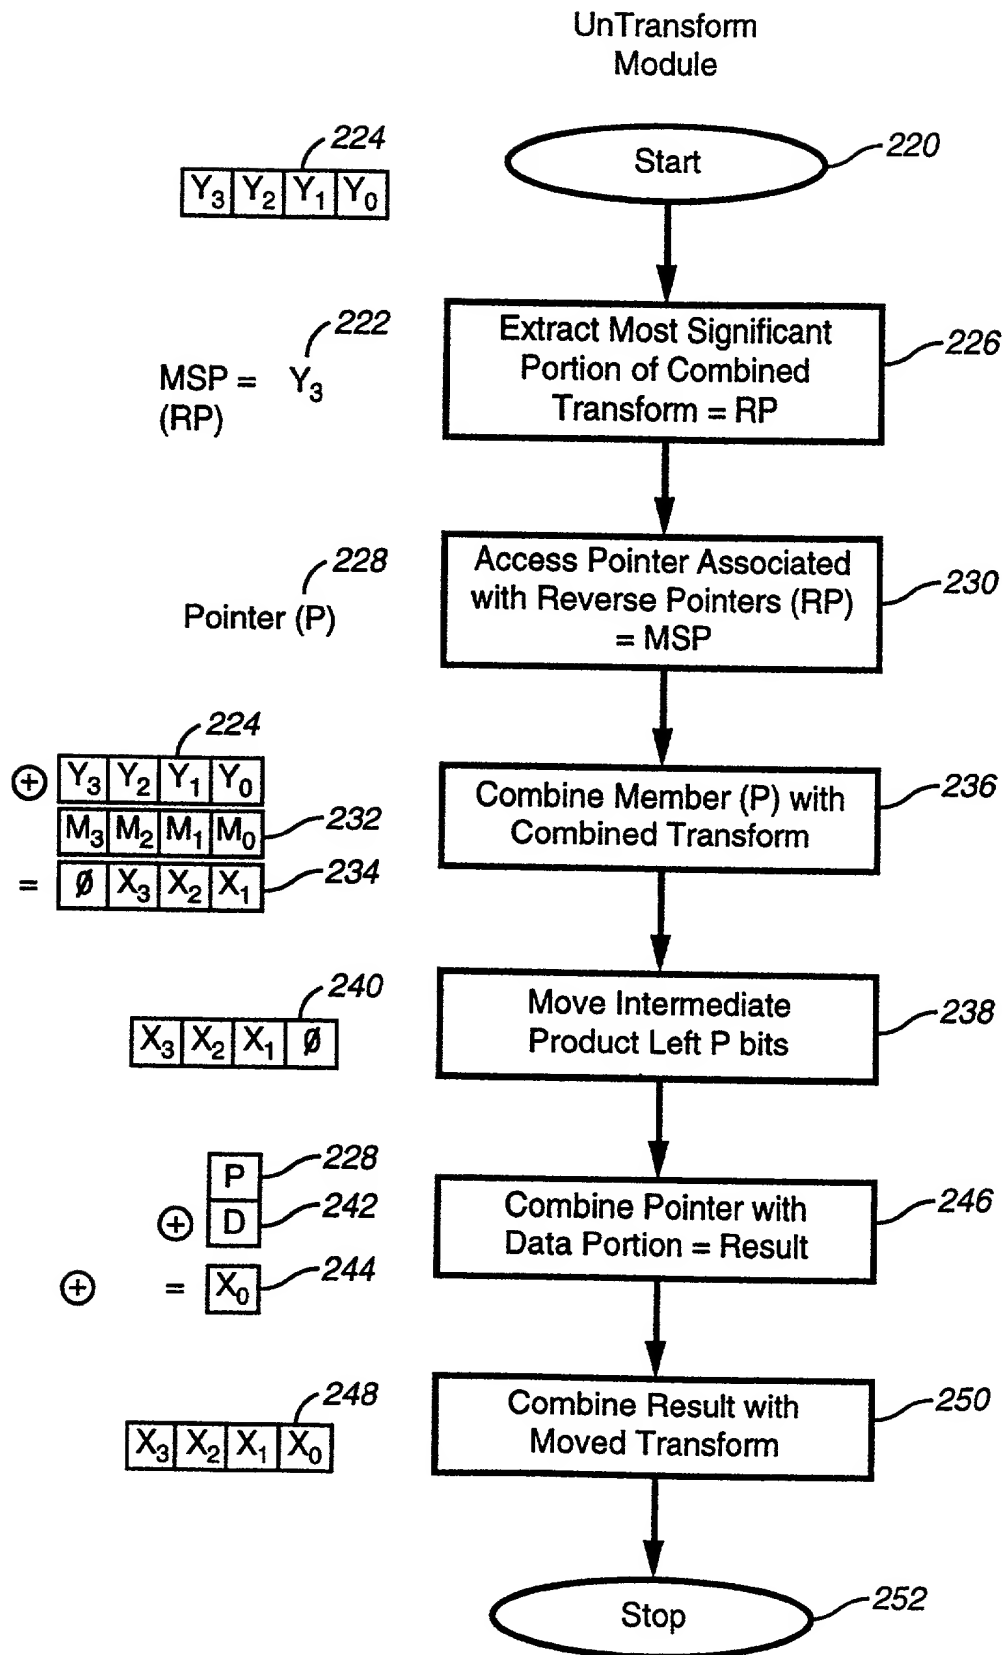 UnTransform
Module
224
Y3 Y2 Y1 Y0
Start
220
222
MSP = Y3
(RP)
Extract Most Significant
Portion of Combined
Transform = RP
226
228
Pointer (P)
Access Pointer Associated
with Reverse Pointers (RP)
= MSP
230
224
⊕ Y3 Y2 Y1 Y0
M3 M2 M1 M0 232
= Ø X3 X2 X1 234
Combine Member (P) with
Combined Transform
236
240
X3 X2 X1 Ø
Move Intermediate
Product Left P bits
238
P 228
⊕ D 242
⊕ = X0 244
Combine Pointer with
Data Portion = Result
246
248
X3 X2 X1 X0
Combine Result with
Moved Transform
250
Stop
252